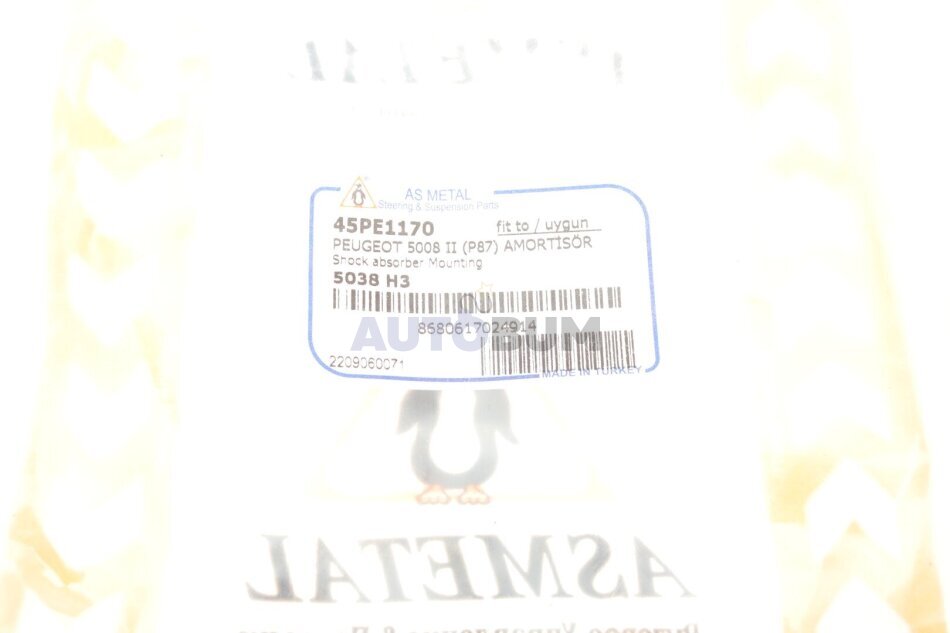 AS METAL
Steering & Suspension Parts
45PE1170 fit to / uygun
PEUGEOT 5008 II (P87) AMORTİSÖR
Shock absorber Mounting
5038 H3
8680617024914
AUTOBUM
2209060071
MADE IN TURKEY
ASMETAL